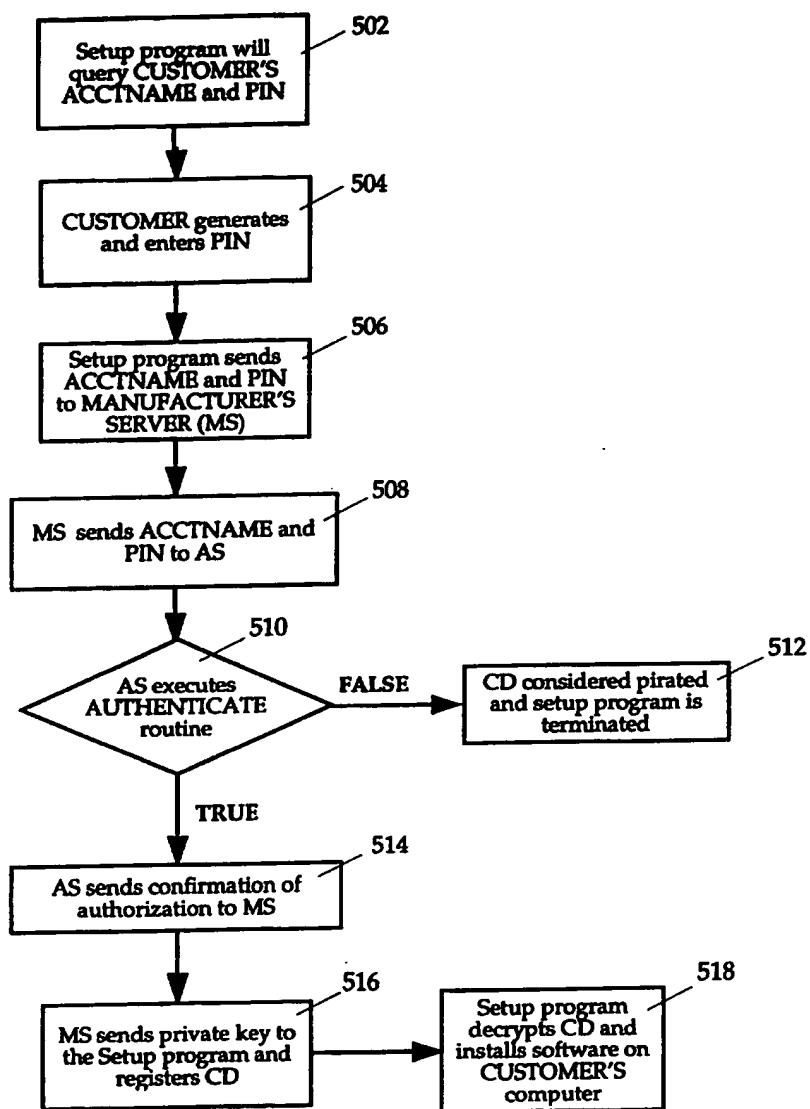 502
Setup program will
query CUSTOMER'S
ACCTNAME and PIN
504
CUSTOMER generates
and enters PIN
506
Setup program sends
ACCTNAME and PIN
to MANUFACTURER'S
SERVER (MS)
508
MS sends ACCTNAME and
PIN to AS
510
AS executes
AUTHENTICATE
routine
FALSE
512
CD considered pirated
and setup program is
terminated
TRUE
514
AS sends confirmation of
authorization to MS
516
MS sends private key to
the Setup program and
registers CD
518
Setup program
decrypts CD and
installs software on
CUSTOMER'S
computer